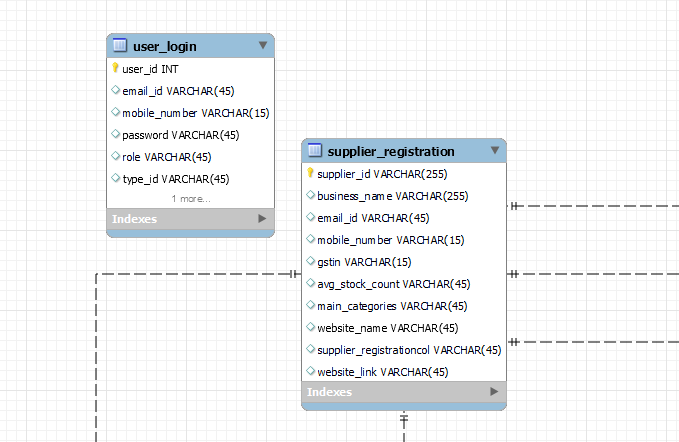 user_login
user_id INT
email_id VARCHAR(45)
mobile_number VARCHAR(15)
password VARCHAR(45)
role VARCHAR(45)
type_id VARCHAR(45)
1 more...
Indexes
supplier_registration
supplier_id VARCHAR(255)
business_name VARCHAR(255)
email_id VARCHAR(45)
mobile_number VARCHAR(15)
gstin VARCHAR(15)
avg_stock_count VARCHAR(45)
main_categories VARCHAR(45)
website_name VARCHAR(45)
supplier_registrationcol VARCHAR(45)
website_link VARCHAR(45)
Indexes